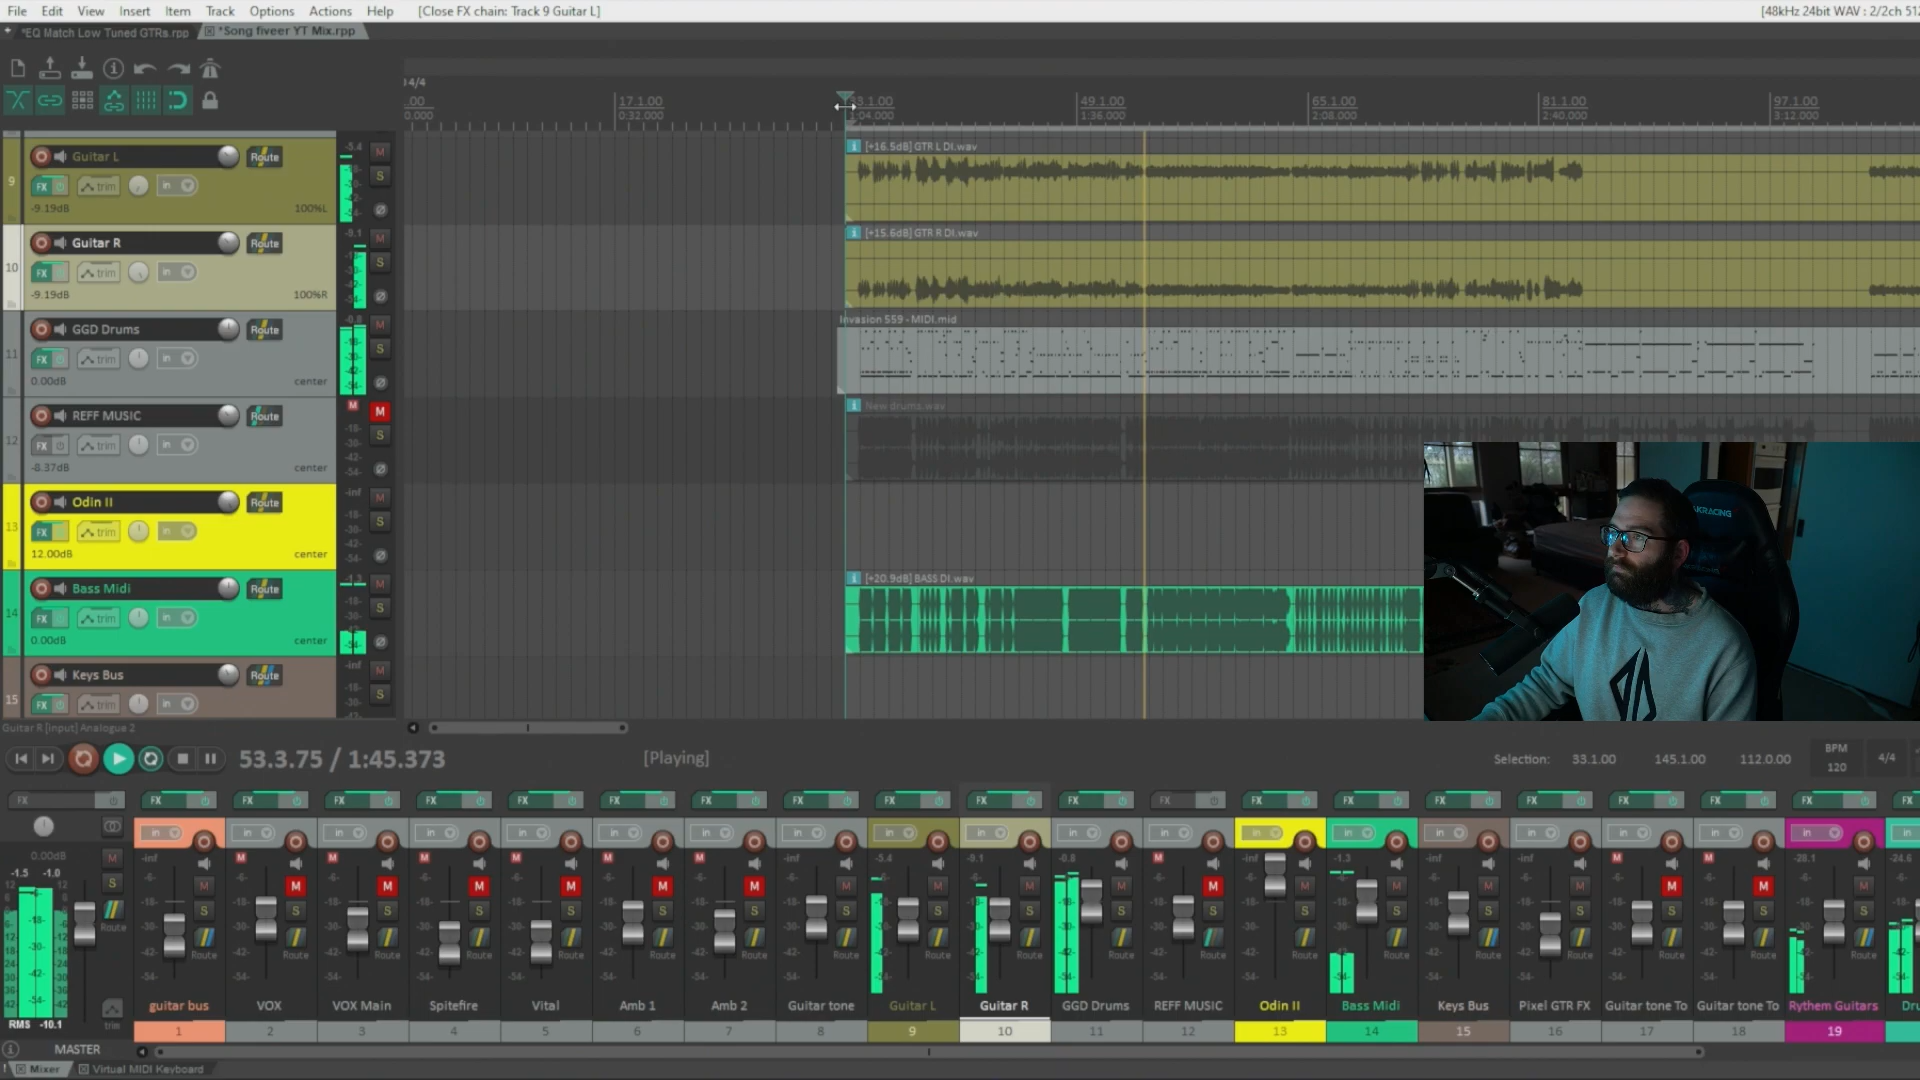 File Edit View Insert Item Track Options Actions Help [Close FX chain: Track 9 Guitar L] [48kHz 24bit WAV : 2/2ch 512
*EQ Match Low Tuned GTRs.rpp *Song fiveer YT Mix.rpp
4/4
17.1.00 33.1.00 49.1.00 65.1.00 81.1.00 97.1.00
0:32.000 1:04.000 1:36.000 2:08.000 2:40.000 3:12.000
9 Guitar L Route M S
FX trim in
-9.19dB 100%L
[+16.5dB] GTR L DI.wav
10 Guitar R Route M S
FX trim in
-9.19dB 100%R
[+15.6dB] GTR R DI.wav
11 GGD Drums Route M S
FX trim in
0.00dB center
Invasion 559 - MIDI.mid
12 REFF MUSIC Route M S
FX trim in
-8.37dB center
New drums.wav
13 Odin II Route M S
FX trim in
12.00dB center
14 Bass Midi Route M S
FX trim in
0.00dB center
[+20.9dB] BASS DI.wav
15 Keys Bus Route M S
FX trim in
AKRACING
Guitar R [input] Analogue 2
53.3.75 / 1:45.373 [Playing] Selection: 33.1.00 145.1.00 112.0.00 BPM 120 4/4
FX FX FX FX FX FX FX FX FX FX FX FX FX FX FX FX FX FX FX FX
in in in in in in in in in in in in in in in in in in in
0.00dB -inf -inf -5.4 -9.1 -0.8 -inf -1.3 -inf -inf -28.1 -24.6
-1.5 -1.0
Route Route Route Route Route Route Route Route Route Route Route Route Route Route Route Route Route Route Route Route
RMS -10.1 trim
guitar bus VOX VOX Main Spitefire Vital Amb 1 Amb 2 Guitar tone Guitar L Guitar R GGD Drums REFF MUSIC Odin II Bass Midi Keys Bus Pixel GTR FX Guitar tone To Guitar tone To Rythem Guitars Dru
1 2 3 4 5 6 7 8 9 10 11 12 13 14 15 16 17 18 19
MASTER
Mixer Virtual MIDI Keyboard